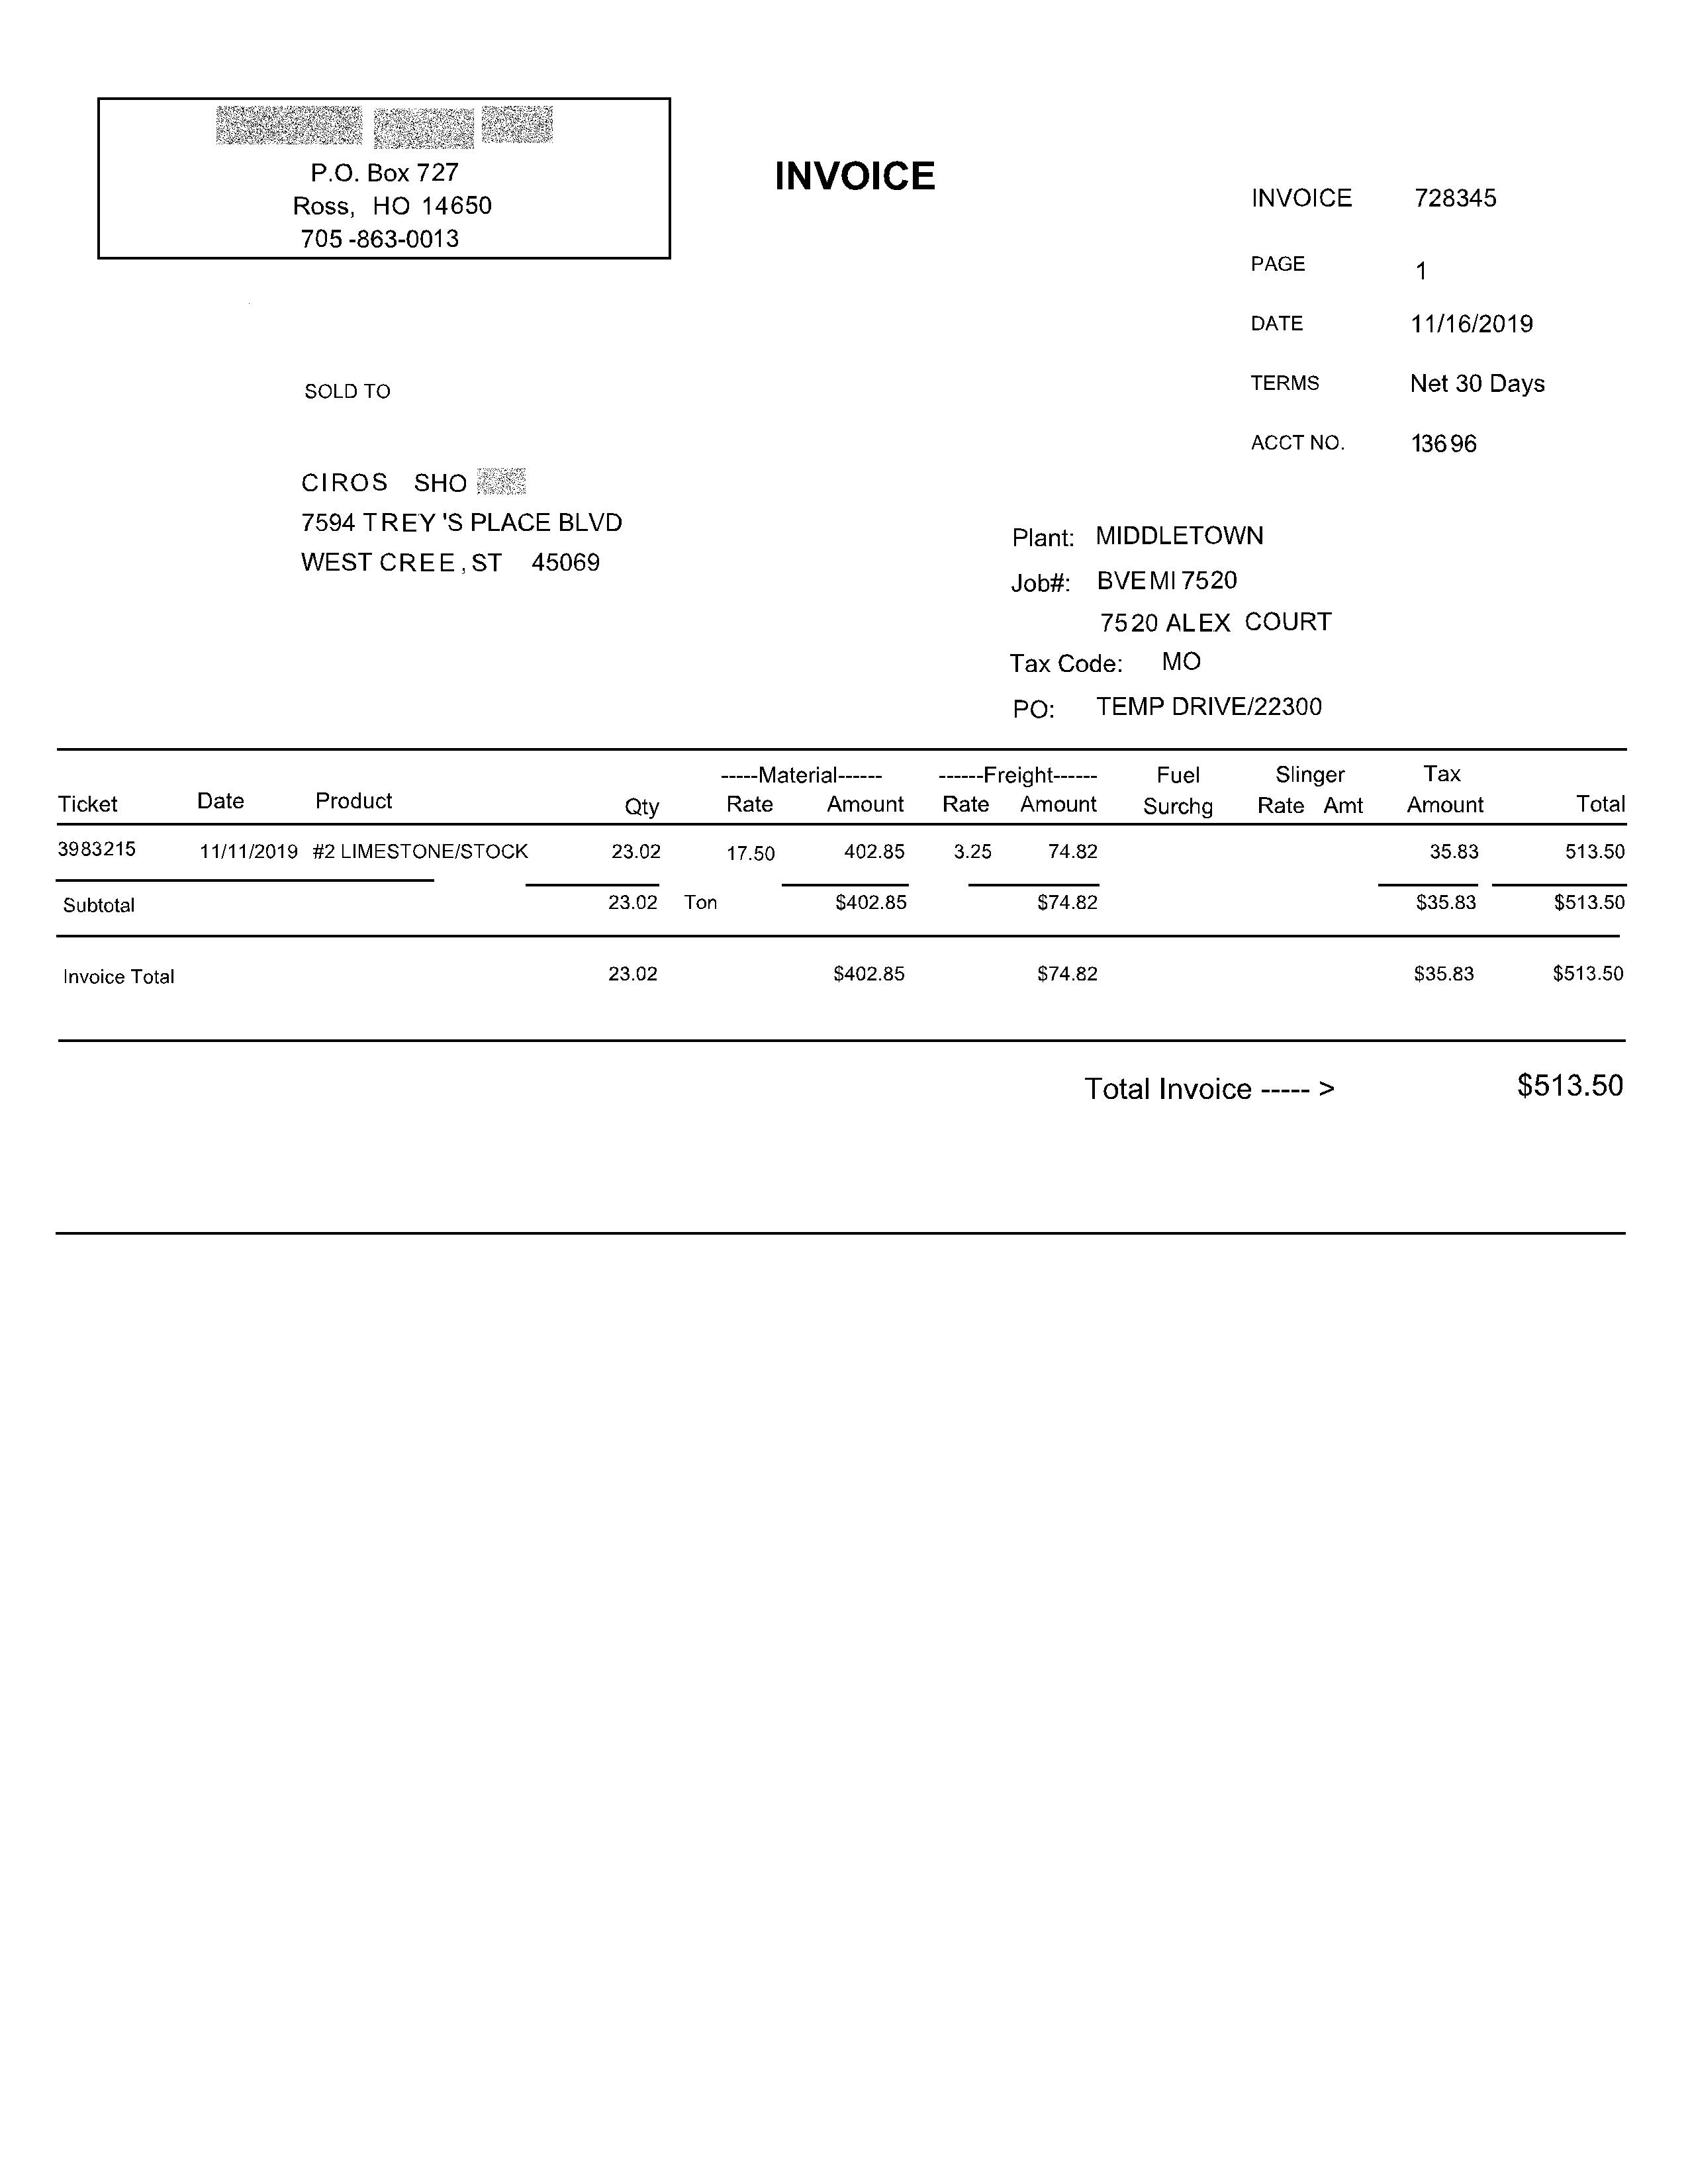 P.O. Box 727
Ross, HO 14650
705 -863-0013
INVOICE
INVOICE 728345
PAGE 1
DATE 11/16/2019
TERMS Net 30 Days
ACCT NO. 13696
SOLD TO
CIROS SHO
7594 TREY 'S PLACE BLVD
WEST CREE, ST 45069
Plant: MIDDLETOWN
Job#: BVEMI 7520
7520 ALEX COURT
Tax Code: MO
PO: TEMP DRIVE/22300
-----Material------ ------Freight------ Fuel Slinger Tax
Ticket Date Product Qty Rate Amount Rate Amount Surchg Rate Amt Amount Total
3983215 11/11/2019 #2 LIMESTONE/STOCK 23.02 17.50 402.85 3.25 74.82 35.83 513.50
Subtotal 23.02 Ton $402.85 $74.82 $35.83 $513.50
Invoice Total 23.02 $402.85 $74.82 $35.83 $513.50
Total Invoice ----- > $513.50